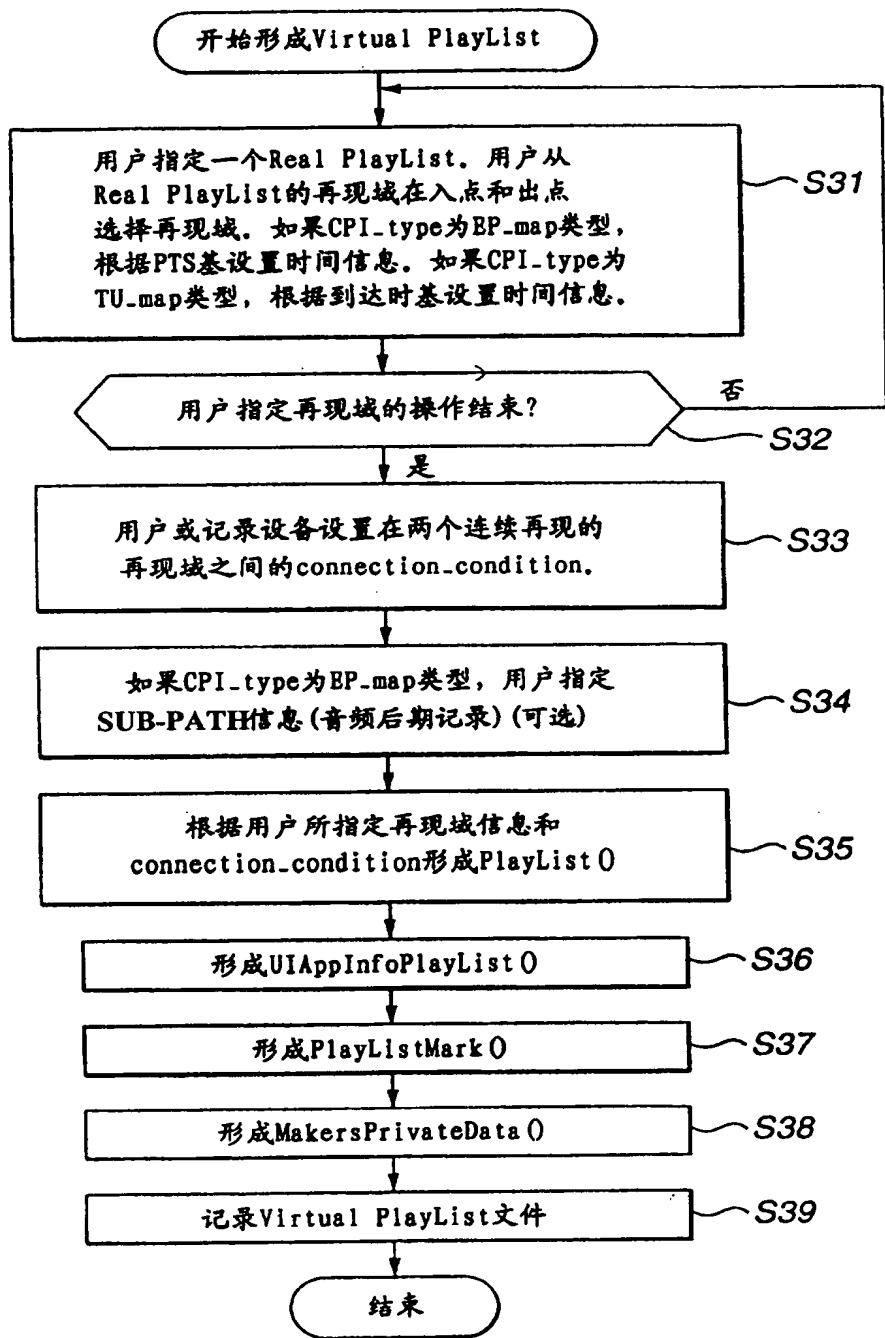 开始形成Virtual PlayList
用户指定一个Real PlayList. 用户从
Real PlayList的再现域在入点和出点
选择再现域. 如果CPI_type为EP_map类型,
根据PTS基设置时间信息. 如果CPI_type为
TU_map类型, 根据到达时基设置时间信息.
S31
用户指定再现域的操作结束?
否
S32
是
用户或记录设备设置在两个连续再现的
再现域之间的connection_condition.
S33
如果CPI_type为EP_map类型, 用户指定
SUB-PATH信息(音频后期记录)(可选)
S34
根据用户所指定再现域信息和
connection_condition形成PlayList()
S35
形成UIAppInfoPlayList()
S36
形成PlayListMark()
S37
形成MakersPrivateData()
S38
记录Virtual PlayList文件
S39
结束